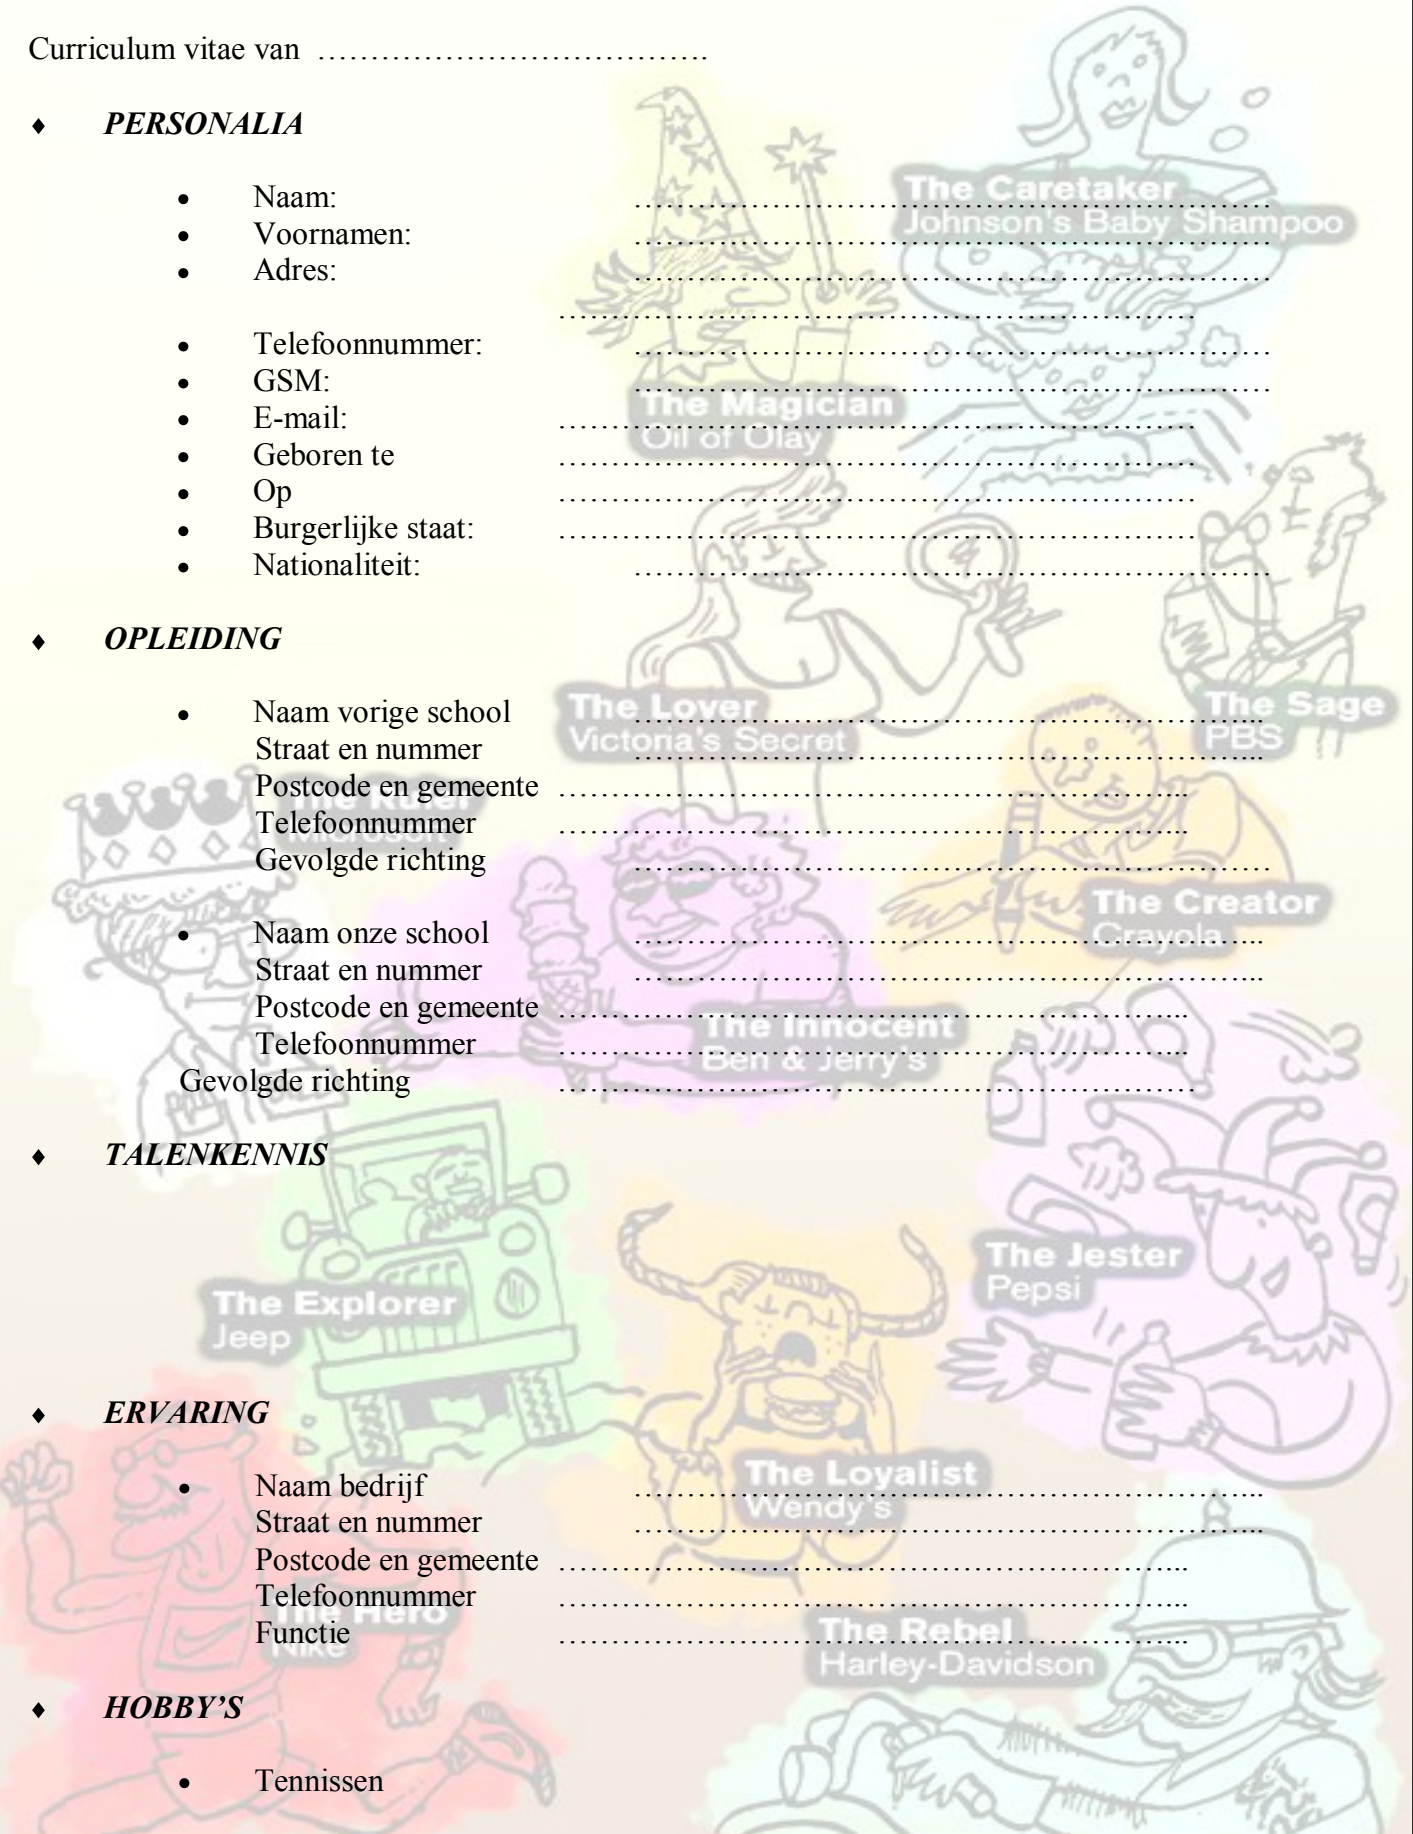 Curriculum vitae van ……………………………….
♦ PERSONALIA
• Naam: ……………………………………………………
• Voornamen: ……………………………………………………
• Adres: ……………………………………………………
……………………………………………………
• Telefoonnummer: ……………………………………………………
• GSM: ……………………………………………………
• E-mail: ……………………………………………………
• Geboren te ……………………………………………………
• Op ……………………………………………………
• Burgerlijke staat: ……………………………………………………
• Nationaliteit: ……………………………………………………
♦ OPLEIDING
• Naam vorige school …………………………………………………...
Straat en nummer …………………………………………………...
Postcode en gemeente …………………………………………………...
Telefoonnummer …………………………………………………...
Gevolgde richting ……………………………………………………
• Naam onze school …………………………………………………...
Straat en nummer …………………………………………………...
Postcode en gemeente …………………………………………………...
Telefoonnummer …………………………………………………...
Gevolgde richting ……………………………………………………
♦ TALENKENNIS
♦ ERVARING
• Naam bedrijf …………………………………………………...
Straat en nummer …………………………………………………...
Postcode en gemeente …………………………………………………...
Telefoonnummer …………………………………………………...
Functie …………………………………………………...
♦ HOBBY’S
• Tennissen
The Caretaker
Johnson's Baby Shampoo
The Magician
Oil of Olay
The Lover
Victoria's Secret
The Sage
PBS
The Ruler
Microsoft
The Creator
Crayola
The Innocent
Ben & Jerry's
The Jester
Pepsi
The Explorer
Jeep
The Loyalist
Wendy's
The Hero
Nike
The Rebel
Harley-Davidson